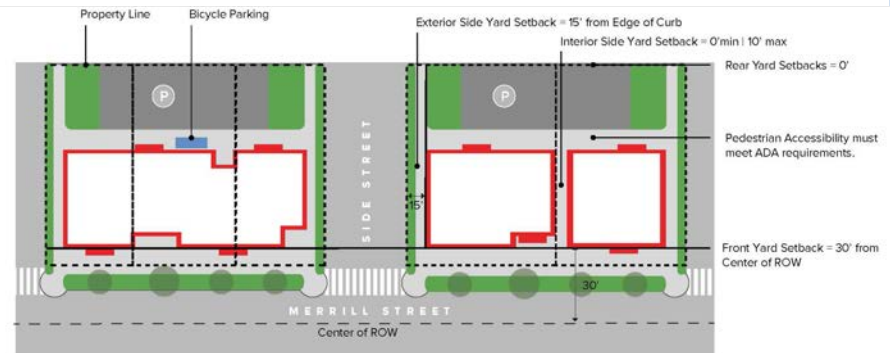 Property Line
Bicycle Parking
Exterior Side Yard Setback = 15' from Edge of Curb
Interior Side Yard Setback = 0'min | 10' max
Rear Yard Setbacks = 0'
P
P
Pedestrian Accessibility must
meet ADA requirements.
SIDE STREET
15'
Front Yard Setback = 30' from
Center of ROW
30'
MERRILL STREET
Center of ROW